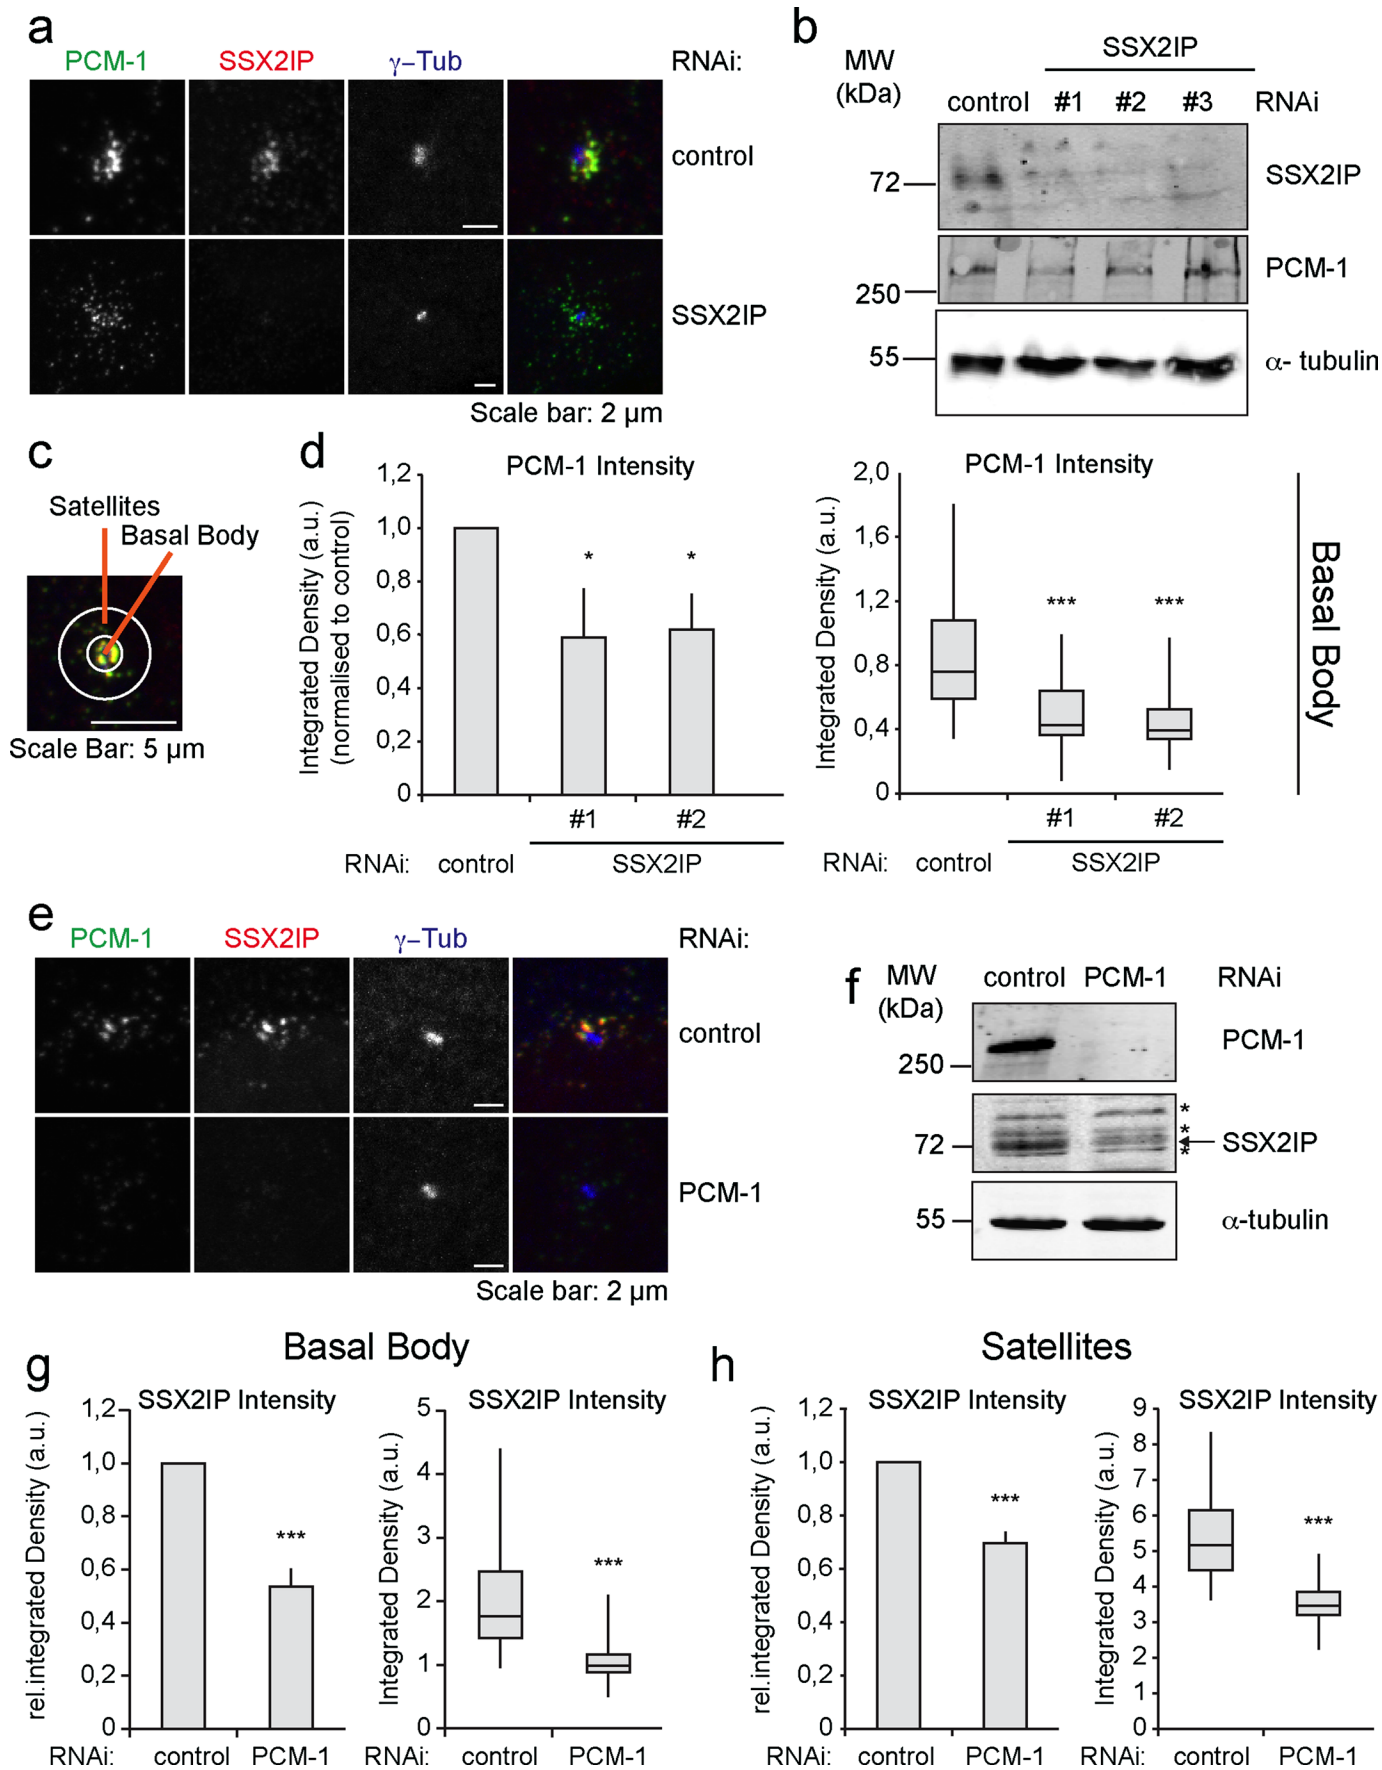 a
PCM-1 SSX2IP γ–Tub RNAi:
control
SSX2IP
Scale bar: 2 µm
b
MW
(kDa)
SSX2IP
control #1 #2 #3 RNAi
72 SSX2IP
250 PCM-1
55 α- tubulin
c
Satellites
Basal Body
Scale Bar: 5 µm
d
PCM-1 Intensity
Integrated Density (a.u.)
(normalised to control)
1,2
1,0
0,8
0,6
0,4
0,2
0
* *
#1 #2
RNAi: control SSX2IP
PCM-1 Intensity
Integrated Density (a.u.)
2,0
1,6
1,2
0,8
0,4
0
*** ***
#1 #2
RNAi: control SSX2IP
Basal Body
e
PCM-1 SSX2IP γ–Tub RNAi:
control
PCM-1
Scale bar: 2 µm
f
MW
(kDa)
control PCM-1 RNAi
250 PCM-1
*
*
72 SSX2IP
*
55 α-tubulin
g
Basal Body
SSX2IP Intensity
rel.integrated Density (a.u.)
1,2
1,0
0,8
0,6
0,4
0,2
0
***
RNAi: control PCM-1
SSX2IP Intensity
Integrated Density (a.u.)
5
4
3
2
1
0
***
RNAi: control PCM-1
h
Satellites
SSX2IP Intensity
rel.integrated Density (a.u.)
1,2
1,0
0,8
0,6
0,4
0,2
0
***
RNAi: control PCM-1
SSX2IP Intensity
Integrated Density (a.u.)
9
8
7
6
5
4
3
2
1
0
***
RNAi: control PCM-1